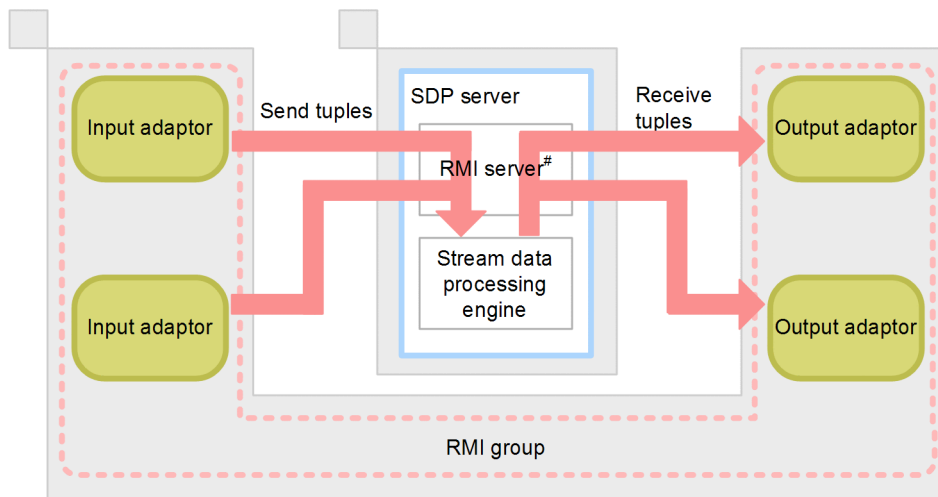 SDP server
Send tuples
Receive
tuples
Input adaptor
Output adaptor
RMI server#
Stream data
processing
engine
Input adaptor
Output adaptor
RMI group